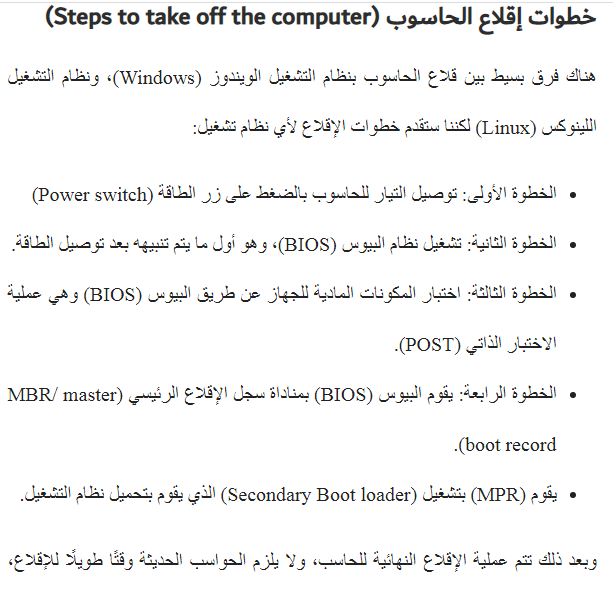 خطوات إقلاع الحاسوب (Steps to take off the computer)
هناك فرق بسيط بين قلاع الحاسوب بنظام التشغيل الويندوز (Windows)، ونظام التشغيل
اللينوكس (Linux) لكننا ستقدم خطوات الإقلاع لأي نظام تشغيل:
• الخطوة الأولى: توصيل التيار للحاسوب بالضغط على زر الطاقة (Power switch)
• الخطوة الثانية: تشغيل نظام البيوس (BIOS)، وهو أول ما يتم تنبيهه بعد توصيل الطاقة.
• الخطوة الثالثة: اختبار المكونات المادية للجهاز عن طريق البيوس (BIOS) وهي عملية
الاختبار الذاتي (POST).
• الخطوة الرابعة: يقوم البيوس (BIOS) بمناداة سجل الإقلاع الرئيسي (MBR/ master
boot record).
• يقوم (MPR) بتشغيل (Secondary Boot loader) الذي يقوم بتحميل نظام التشغيل.
وبعد ذلك تتم عملية الإقلاع النهائية للحاسب، ولا يلزم الحواسب الحديثة وقتًا طويلًا للإقلاع،